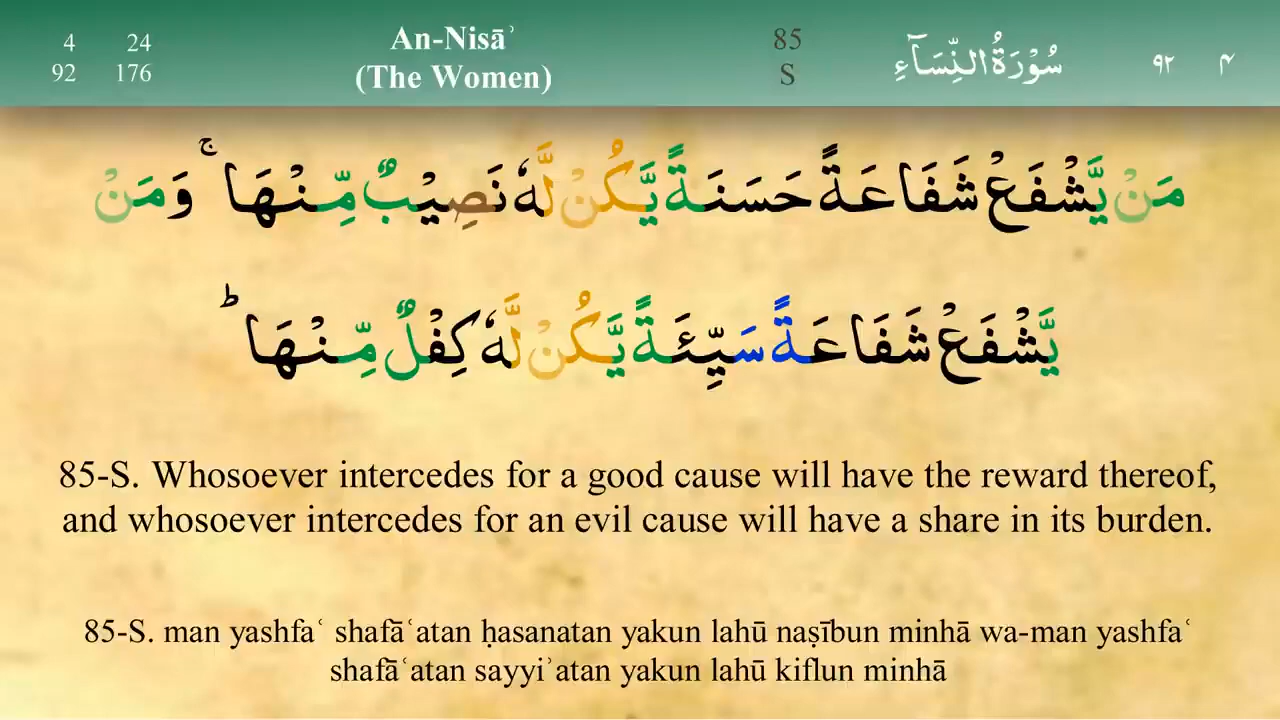 4 24
92 176
An-Nisāʾ
(The Women)
85
S
سُوْرَةُ النِّسَآءِ
٩٢ ٤
مَنْ يَّشْفَعْ شَفَاعَةً حَسَنَةً يَّكُنْ لَّهٗ نَصِيْبٌ مِّنْهَا ۚ وَمَنْ
يَّشْفَعْ شَفَاعَةً سَيِّئَةً يَّكُنْ لَّهٗ كِفْلٌ مِّنْهَا ؕ
85-S. Whosoever intercedes for a good cause will have the reward thereof,
and whosoever intercedes for an evil cause will have a share in its burden.
85-S. man yashfaʿ shafāʿatan ḥasanatan yakun lahū naṣībun minhā wa-man yashfaʿ
shafāʿatan sayyiʾatan yakun lahū kiflun minhā